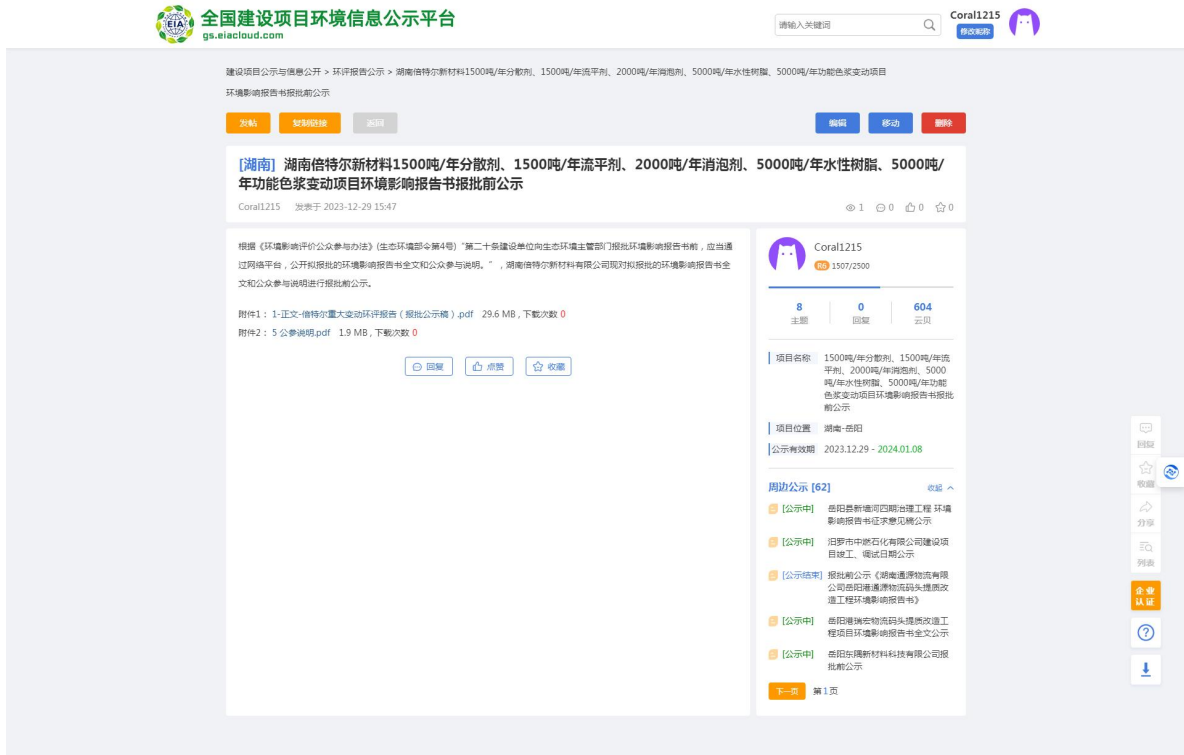 全国建设项目环境信息公示平台
gs.eiacloud.com
EIA
请输入关键词
Coral1215
修改昵称
建设项目公示与信息公开 > 环评报告公示 > 湖南倍特尔新材料1500吨/年分散剂、1500吨/年流平剂、2000吨/年消泡剂、5000吨/年水性树脂、5000吨/年功能色浆变动项目
环境影响报告书报批前公示
发帖
复制链接
返回
编辑
移动
删除
[湖南] 湖南倍特尔新材料1500吨/年分散剂、1500吨/年流平剂、2000吨/年消泡剂、5000吨/年水性树脂、5000吨/
年功能色浆变动项目环境影响报告书报批前公示
Coral1215 发表于 2023-12-29 15:47
1 0 0 0
根据《环境影响评价公众参与办法》(生态环境部令第4号)"第二十条建设单位向生态环境主管部门报批环境影响报告书前,应当通
过网络平台,公开拟报批的环境影响报告书全文和公众参与说明。",湖南倍特尔新材料有限公司现对拟报批的环境影响报告书全
文和公众参与说明进行报批前公示。
附件1: 1-正文-倍特尔重大变动环评报告(报批公示稿).pdf 29.6 MB,下载次数 0
附件2: 5 公参说明.pdf 1.9 MB,下载次数 0
回复
点赞
收藏
Coral1215
R6 1507/2500
8 0 604
主题 回复 云贝
项目名称 1500吨/年分散剂、1500吨/年流
平剂、2000吨/年消泡剂、5000
吨/年水性树脂、5000吨/年功能
色浆变动项目环境影响报告书报批
前公示
项目位置 湖南-岳阳
公示有效期 2023.12.29 - 2024.01.08
周边公示 [62] 收起
[公示中] 岳阳县新墙河四期治理工程 环境
影响报告书征求意见稿公示
[公示中] 汨罗市中燃石化有限公司建设项
目竣工、调试日期公示
[公示结束] 报批前公示《湖南通源物流有限
公司岳阳港通源物流码头提质改
造工程环境影响报告书》
[公示中] 岳阳港瑞宏物流码头提质改造工
程项目环境影响报告书全文公示
[公示中] 岳阳东隅新材料科技有限公司报
批前公示
下一页 第1页
回复
收藏
分享
列表
企业
认证